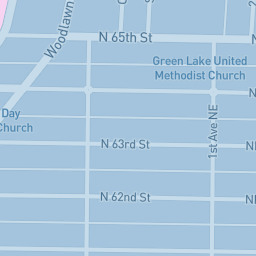 N 65th St
Woodlawn
Green Lake United
Methodist Church
Day
Church
N 63rd St
1st Ave NE
N 62nd St